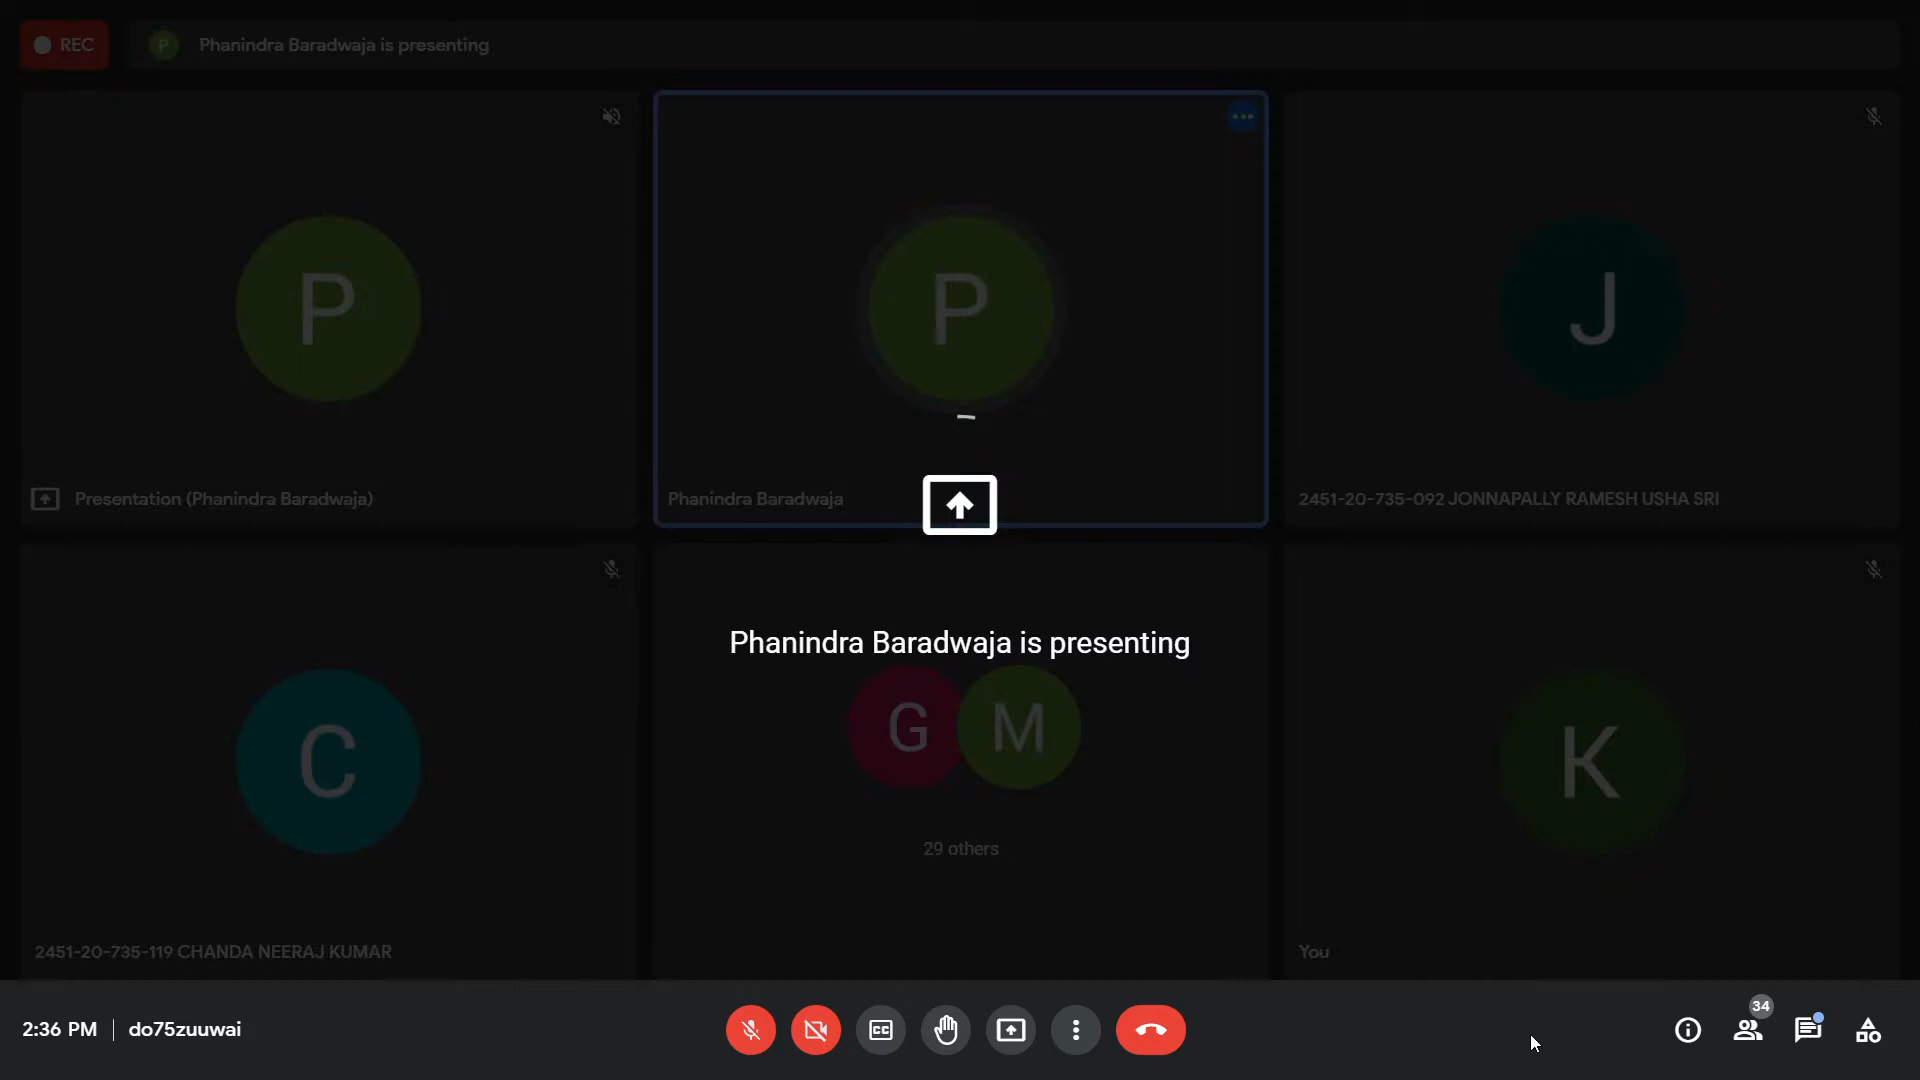 REC
P
Phanindra Baradwaja is presenting
P
Presentation (Phanindra Baradwaja)
P
Phanindra Baradwaja
J
2451-20-735-092 JONNAPALLY RAMESH USHA SRI
Phanindra Baradwaja is presenting
C
2451-20-735-119 CHANDA NEERAJ KUMAR
G M
29 others
K
You
2:36 PM | do75zuuwai
CC
34